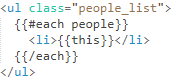 <ul class="people_list">
  {{#each people}}
    <li>{{this}}</li>
  {{/each}}
</ul>